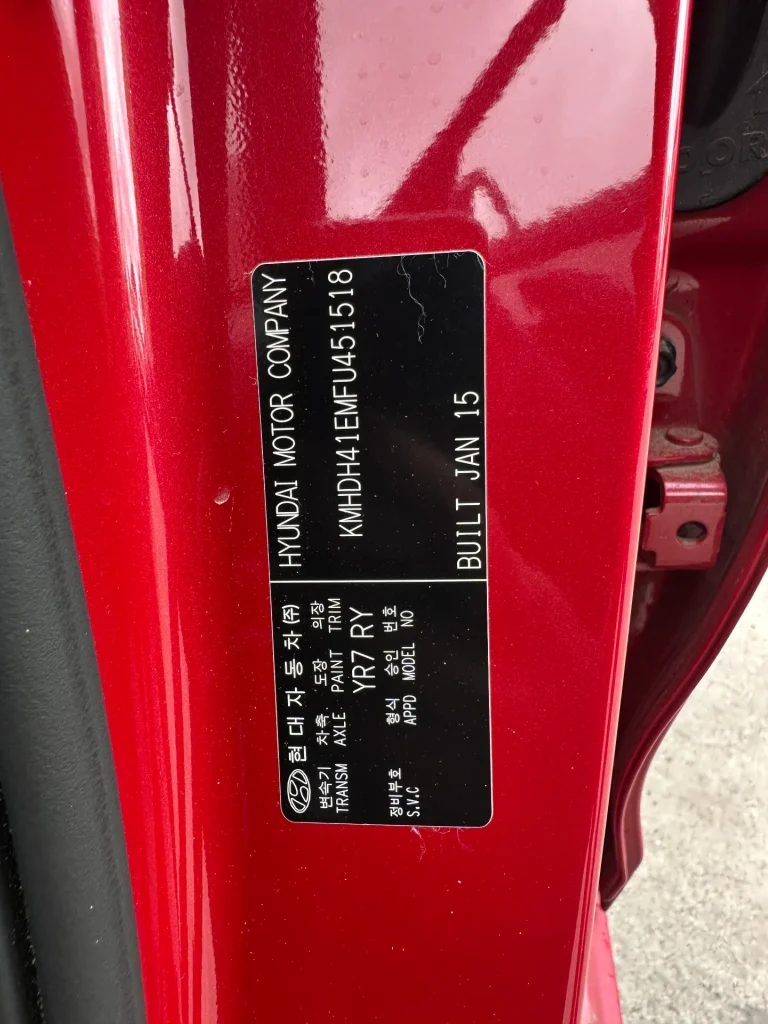 현대자동차(주) HYUNDAI MOTOR COMPANY
변속기 차축 도장 의장
TRANSM AXLE PAINT TRIM KMHDH41EMFU451518
YR7 RY
정비부호 형식 승인 번호
S.V.C APPD MODEL NO
BUILT JAN 15